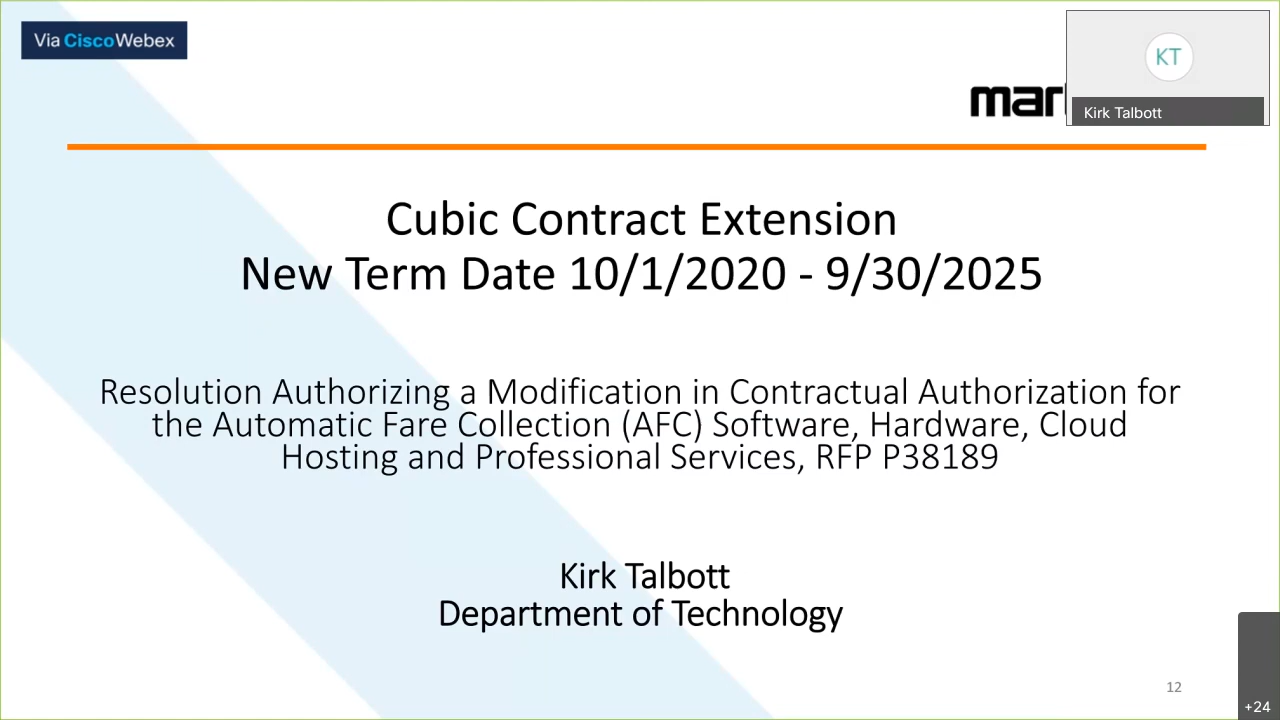 Via Cisco Webex
KT
Kirk Talbott
Cubic Contract Extension
New Term Date 10/1/2020 - 9/30/2025
Resolution Authorizing a Modification in Contractual Authorization for
the Automatic Fare Collection (AFC) Software, Hardware, Cloud
Hosting and Professional Services, RFP P38189
Kirk Talbott
Department of Technology
12
+24